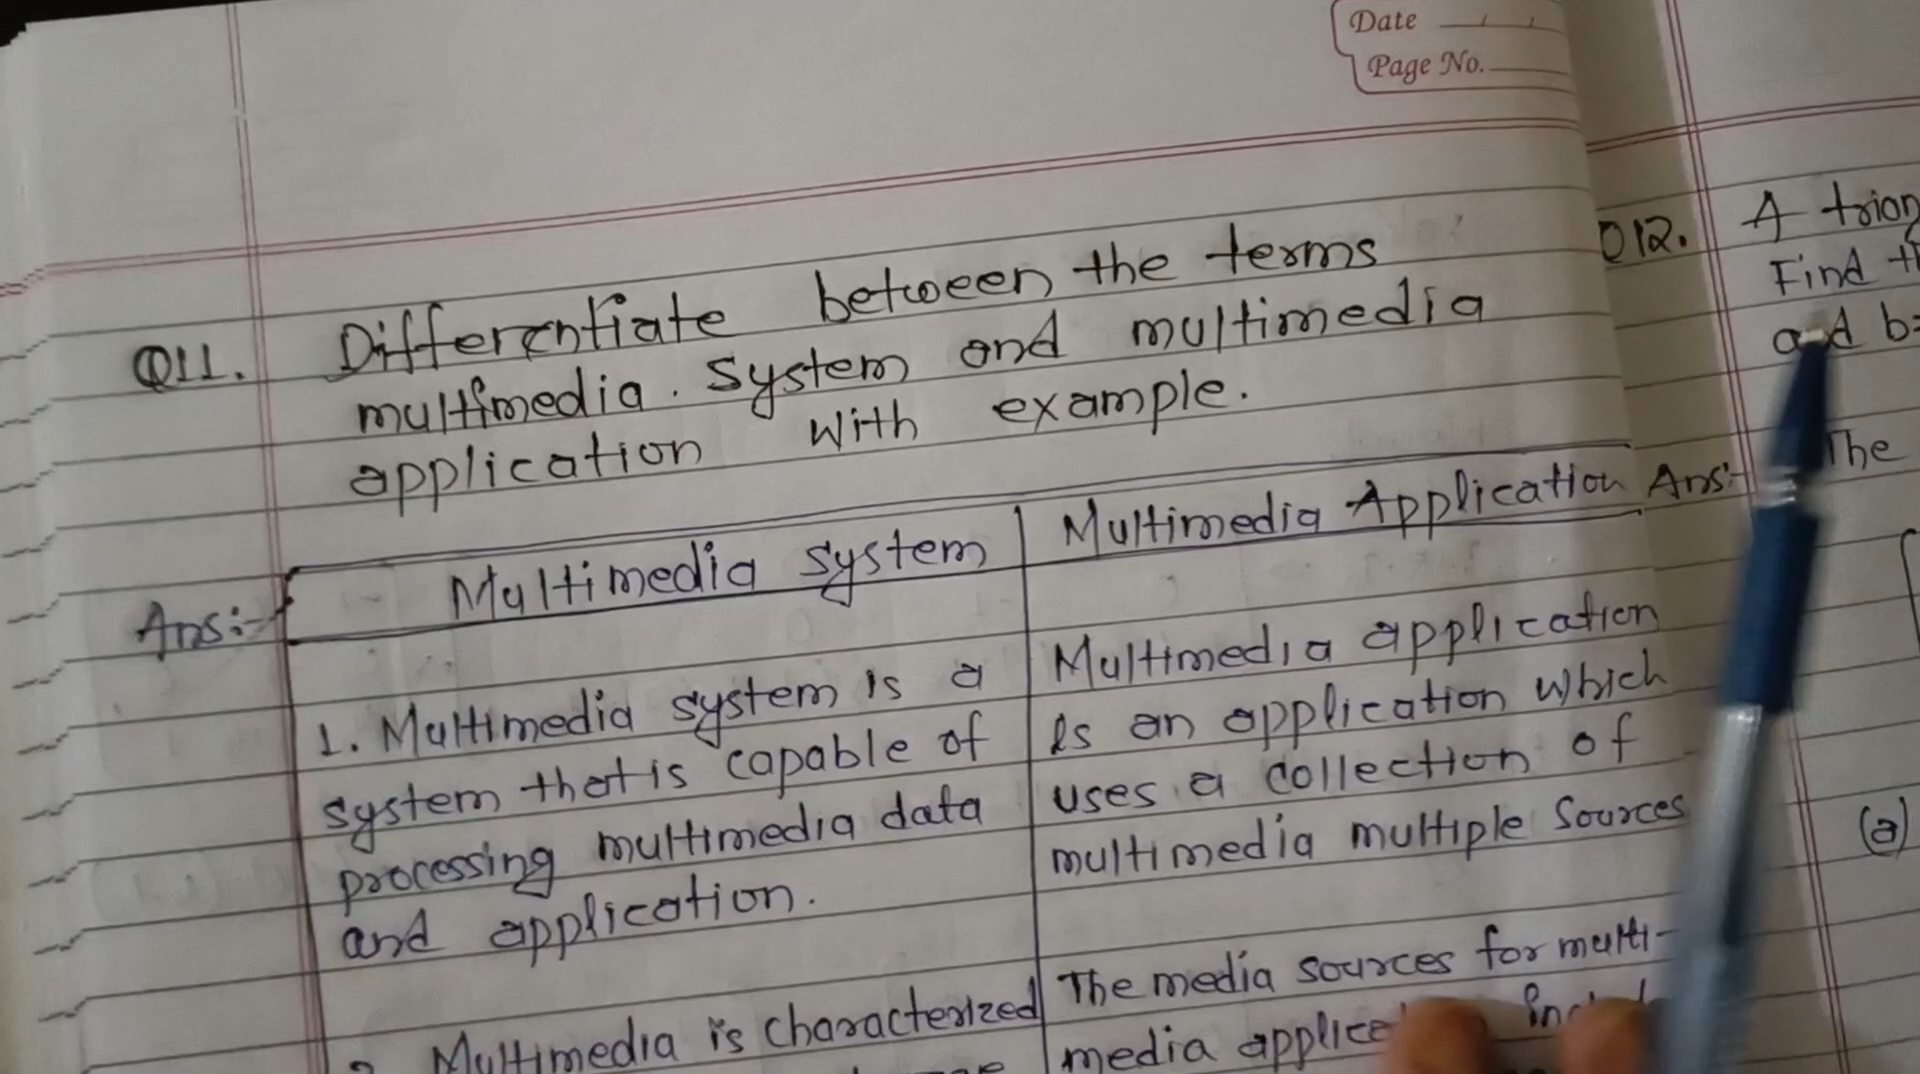 Date
Page No.
Q11. Differentiate between the terms
multimedia. system and multimedia
application with example.
Ans:-
Multimedia system
1. Multimedia system is a
system that is capable of
processing multimedia data
and application.
Multimedia is characterized
Multimedia Application
Multimedia application
is an application which
uses a collection of
multimedia multiple sources
The media sources for multi-
media
Q12. A
Find
and b=
Ans:- The
(a)